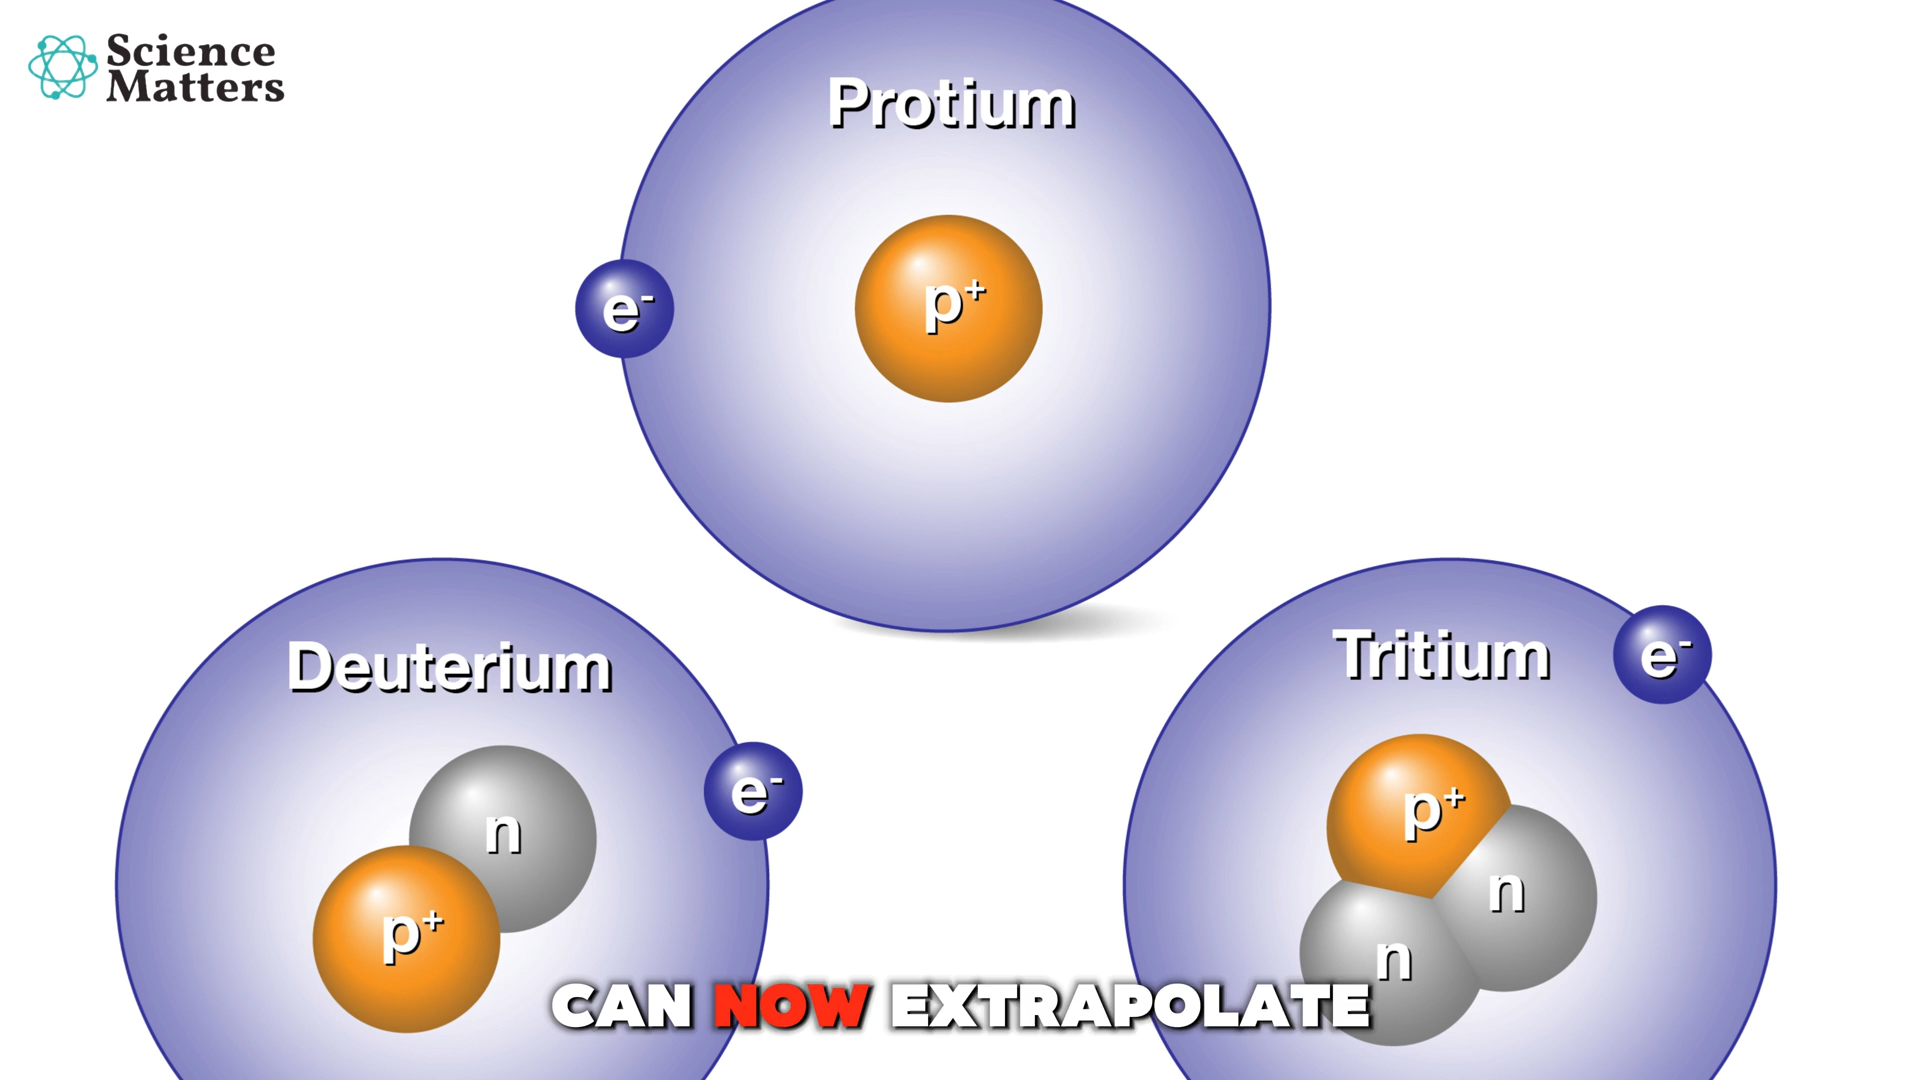 Science
Matters
Protium
e-
p+
Deuterium
n
p+
e-
Tritium
e-
p+
n
n
CAN NOW EXTRAPOLATE